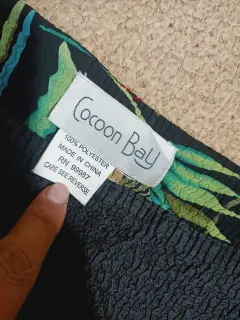 Cocoon Bay
100% POLYESTER
MADE IN CHINA
RN 99987
CARE SEE REVERSE